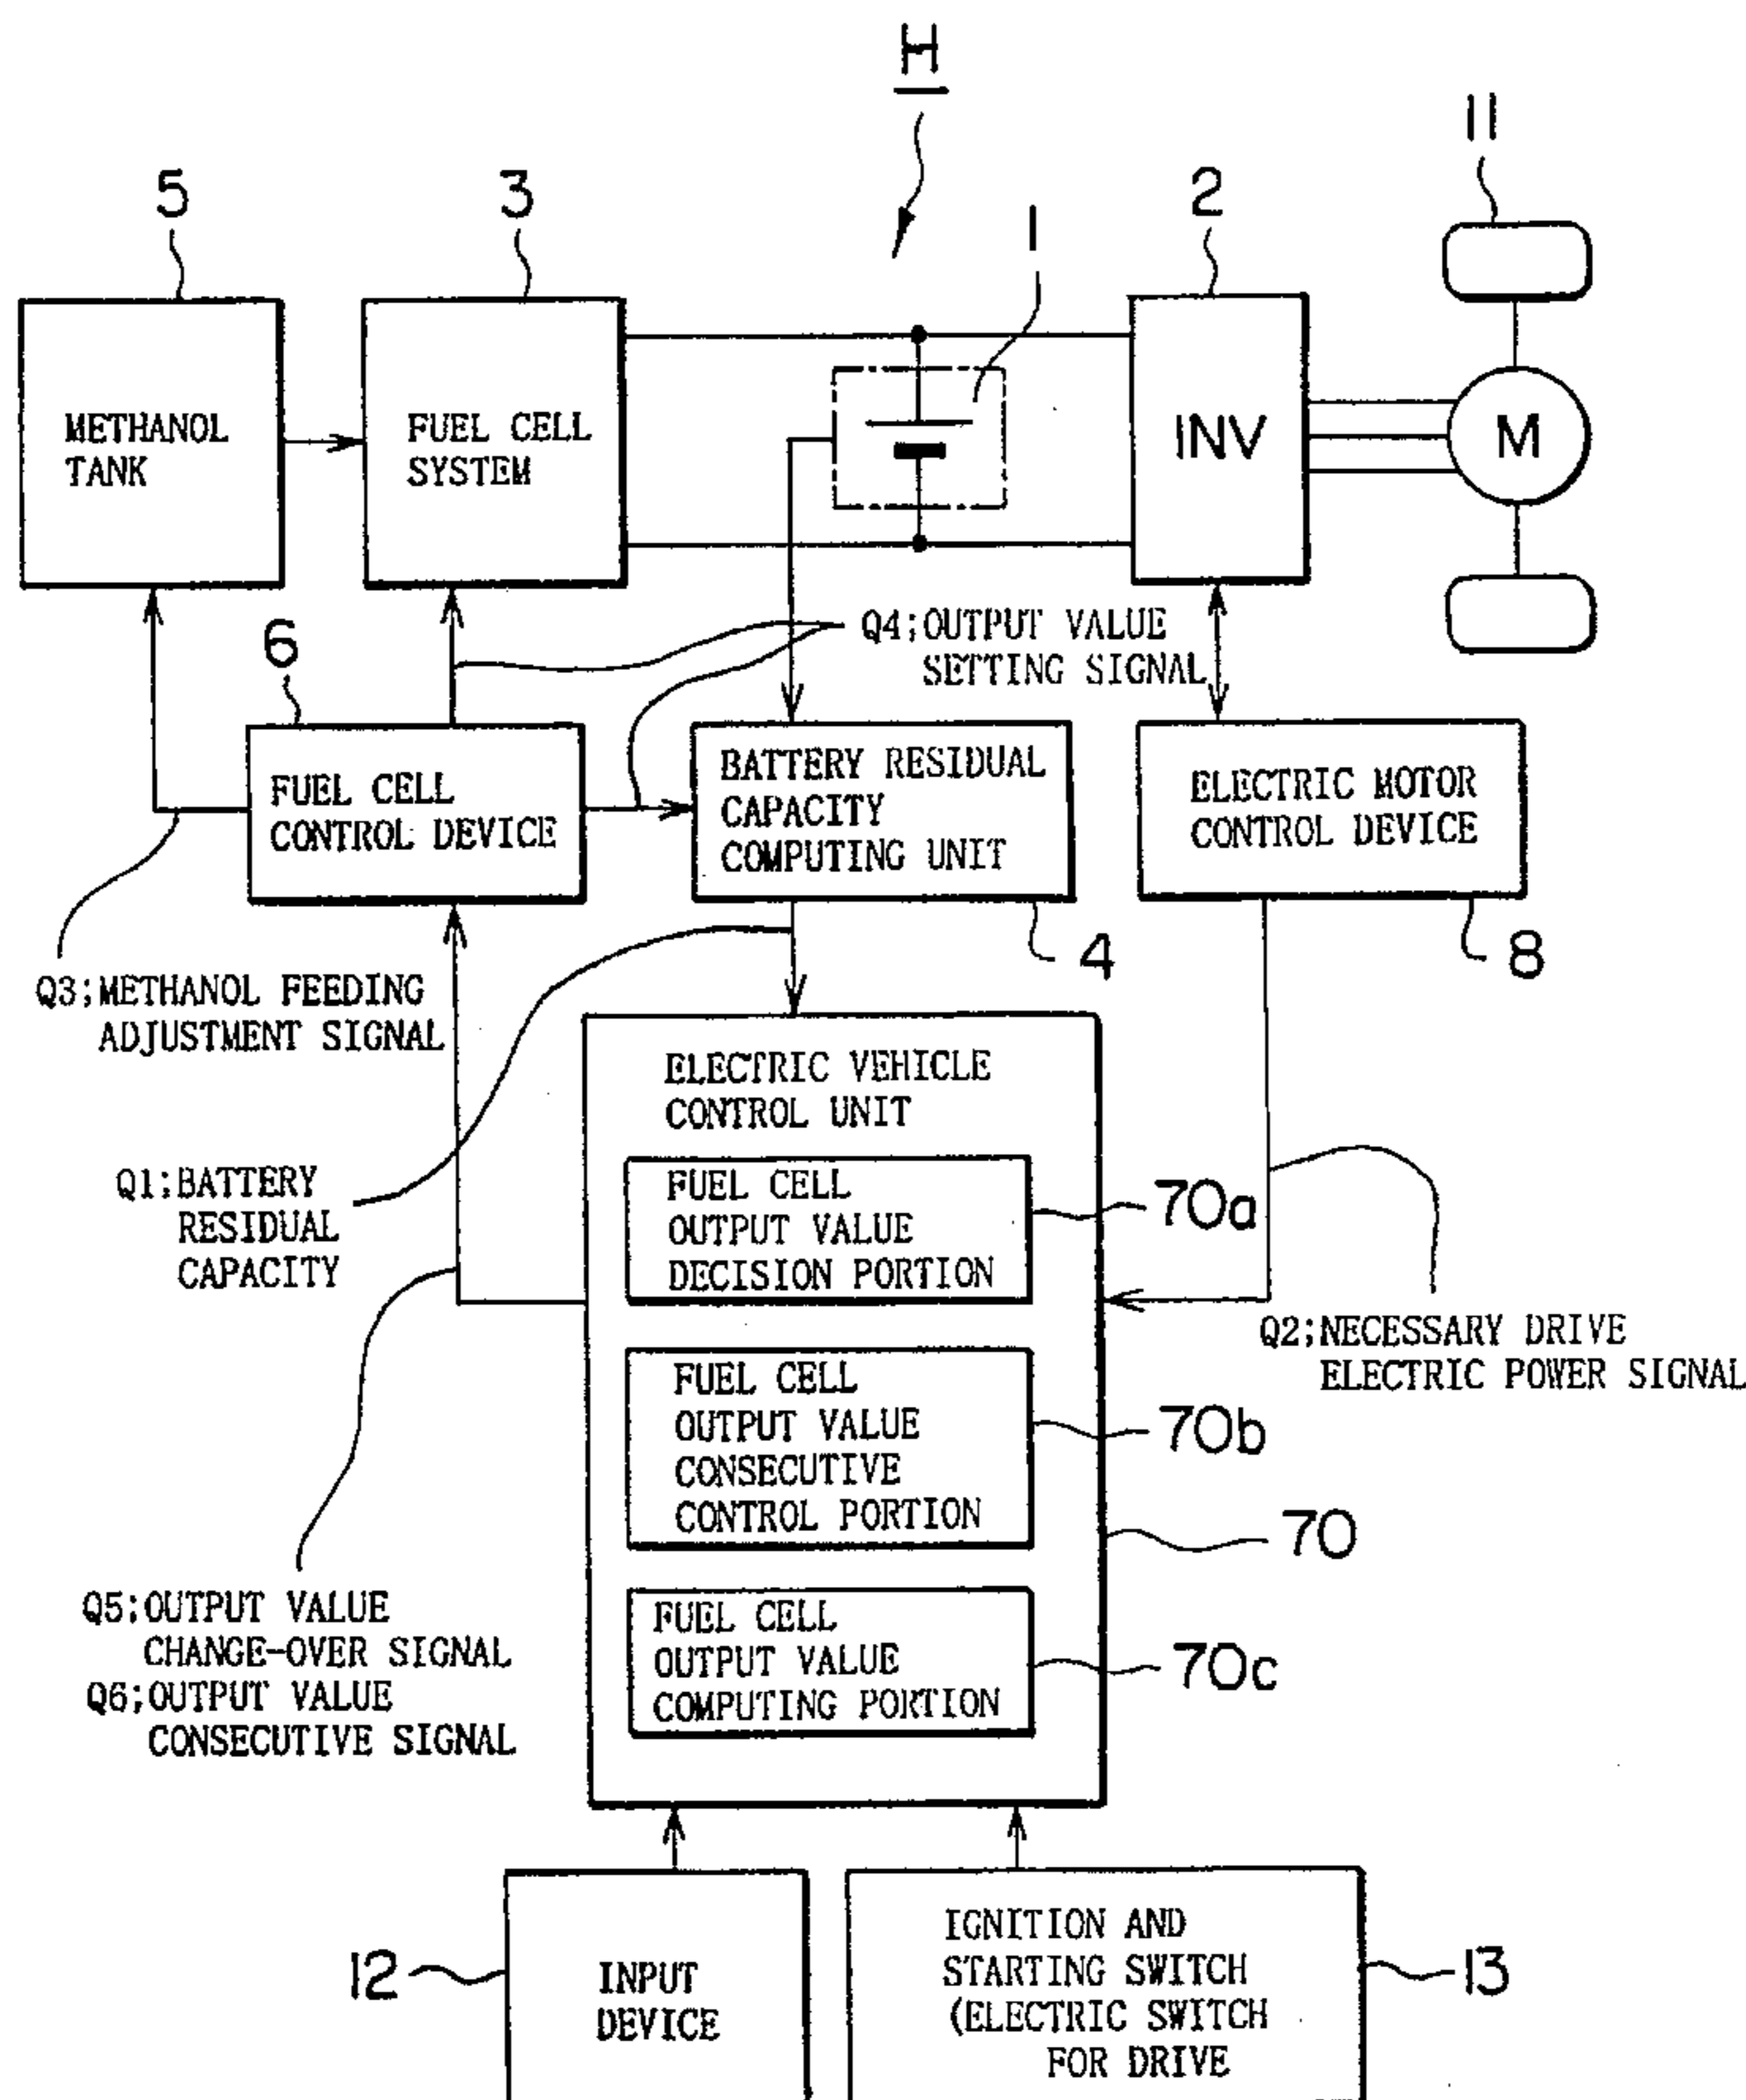 H
11
5
3
1
2
METHANOL
TANK
FUEL CELL
SYSTEM
INV
M
Q4;OUTPUT VALUE
SETTING SIGNAL
6
FUEL CELL
CONTROL DEVICE
BATTERY RESIDUAL
CAPACITY
COMPUTING UNIT
ELECTRIC MOTOR
CONTROL DEVICE
4
8
Q3;METHANOL FEEDING
ADJUSTMENT SIGNAL
ELECTRIC VEHICLE
CONTROL UNIT
Q1;BATTERY
RESIDUAL
CAPACITY
FUEL CELL
OUTPUT VALUE
DECISION PORTION
70a
Q2;NECESSARY DRIVE
ELECTRIC POWER SIGNAL
FUEL CELL
OUTPUT VALUE
CONSECUTIVE
CONTROL PORTION
70b
70
Q5;OUTPUT VALUE
CHANGE-OVER SIGNAL
Q6;OUTPUT VALUE
CONSECUTIVE SIGNAL
FUEL CELL
OUTPUT VALUE
COMPUTING PORTION
70c
12
INPUT
DEVICE
IGNITION AND
STARTING SWITCH
(ELECTRIC SWITCH
FOR DRIVE
13